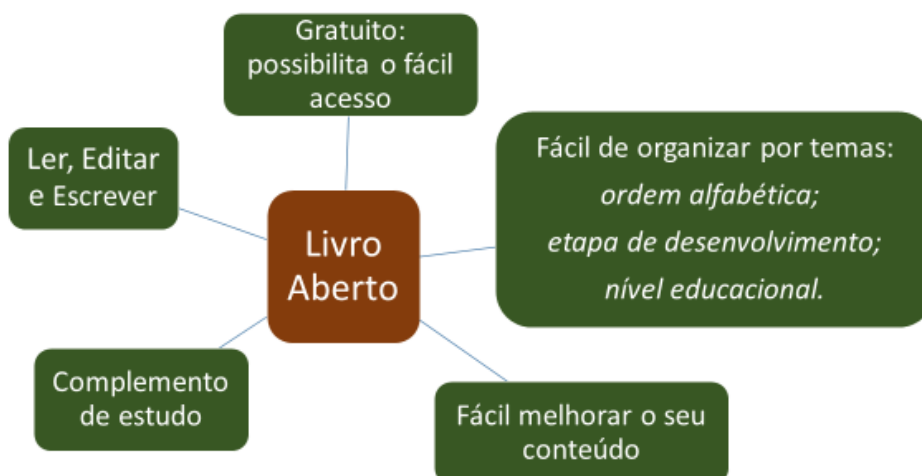 Gratuito:
possibilita o fácil
acesso
Ler, Editar
e Escrever
Livro
Aberto
Fácil de organizar por temas:
ordem alfabética;
etapa de desenvolvimento;
nível educacional.
Complemento
de estudo
Fácil melhorar o seu
conteúdo